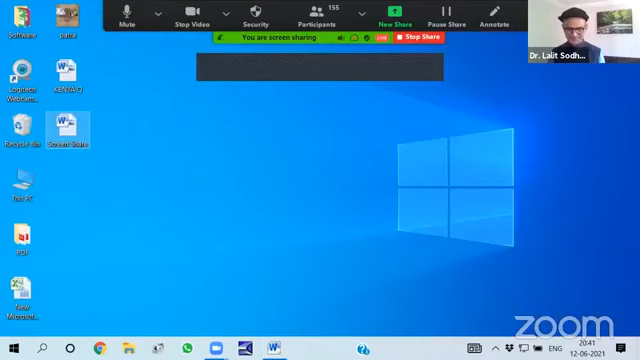 Mute
Stop Video
Security
Participants
155
New Share
Pause Share
Annotate
You are screen sharing
Live
Stop Share
Dr. Lalit Sodh...
Software
patra
Logitech
Webcam...
KENYA Q
Recycle Bin
Screen Share
This PC
PDF
New
Microsof...
zoom
ENG
20:41
12-06-2021